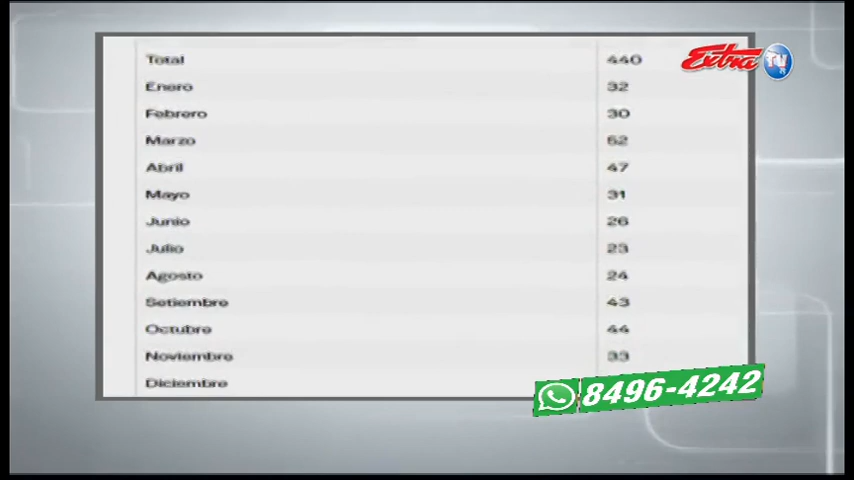 Extra TV
Total 440
Enero 32
Febrero 30
Marzo
Abril 47
Mayo 31
Junio 26
Julio 23
Agosto 24
Setiembre 43
Octubre 44
Noviembre 33
Diciembre
8496-4242